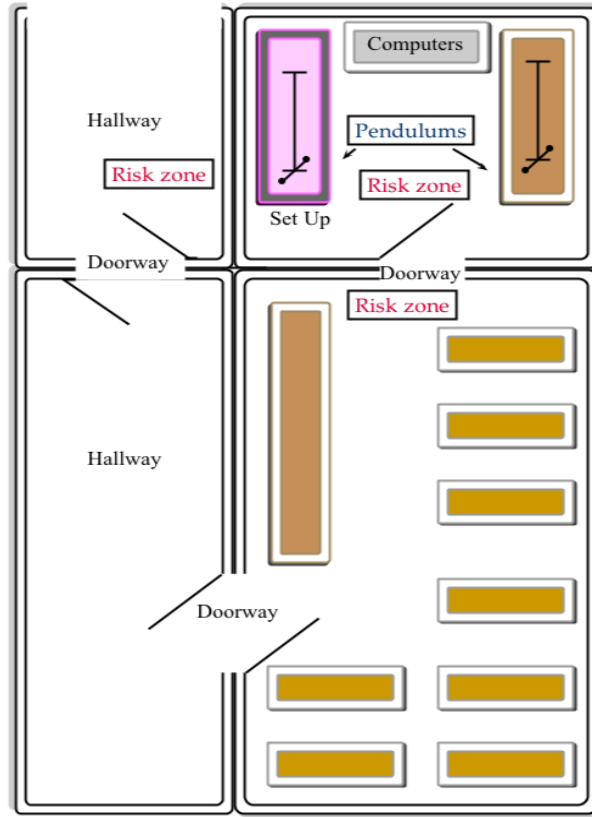 Computers
Hallway
Pendulums
Risk zone
Risk zone
Set Up
Doorway
Doorway
Risk zone
Hallway
Doorway